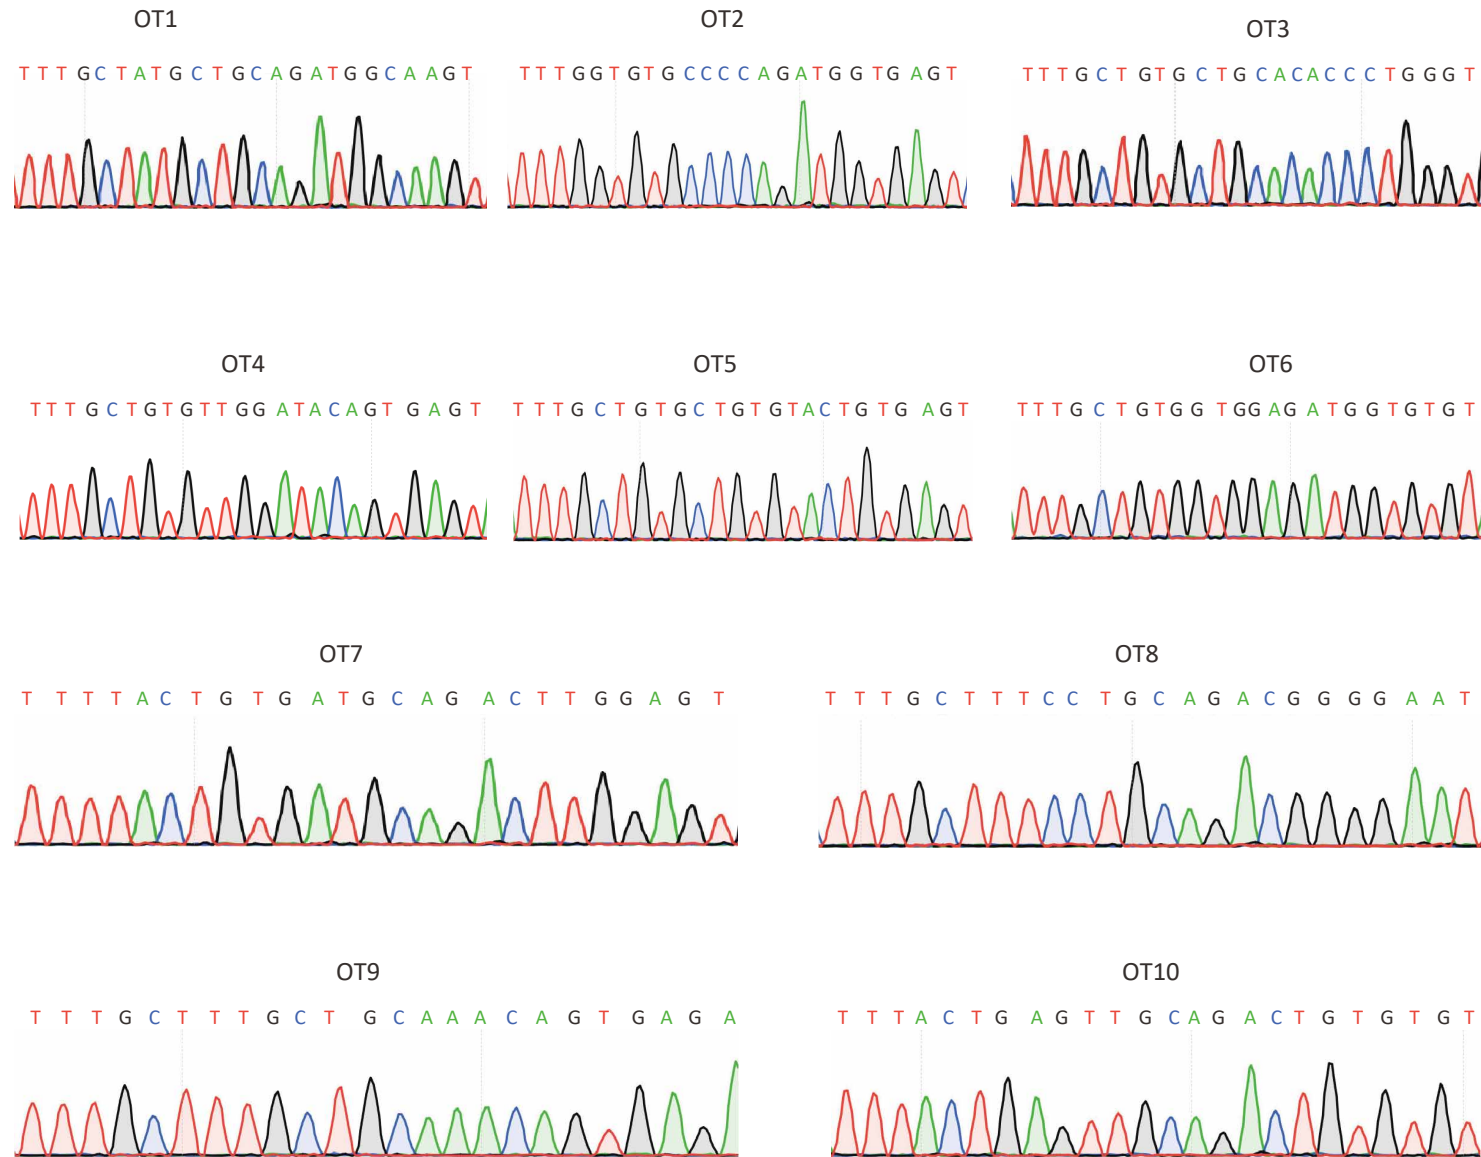 OT1
TTTGCTATGCTGCAGATGGCAAGT
OT2
TTTGGTGTGCCCCAGATGGTGAGT
OT3
TTTGCTGTGCTGCACACCCTGGGT
OT4
TTTGCTGTGTTGGATACAGTGAGT
OT5
TTTGCTGTGCTGTGTACTGTGAGT
OT6
TTTGCTGTGGTGGAGATGGTGTGT
OT7
TTTTACTGTGATGCAGACTTGGAGT
OT8
TTTGCTTTCCTGCAGACGGGGAAT
OT9
TTTGCTTTGCTGCAAACAGTGAGA
OT10
TTTACTGAGTTGCAGACTGTGTGT